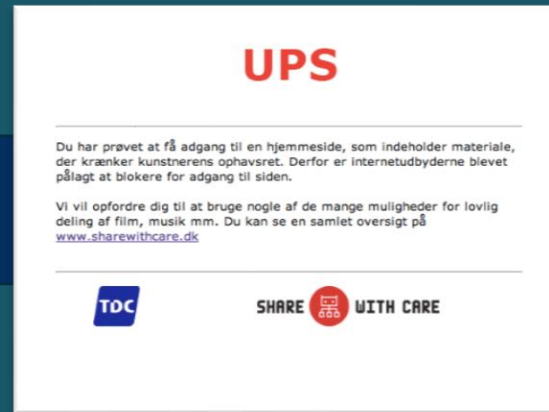 UPS
Du har prøvet at få adgang til en hjemmeside, som indeholder materiale,
der krænker kunstnerens ophavsret. Derfor er internetudbyderne blevet
pålagt at blokere for adgang til siden.
Vi vil opfordre dig til at bruge nogle af de mange muligheder for lovlig
deling af film, musik mm. Du kan se en samlet oversigt på
www.sharewithcare.dk
TDC SHARE WITH CARE